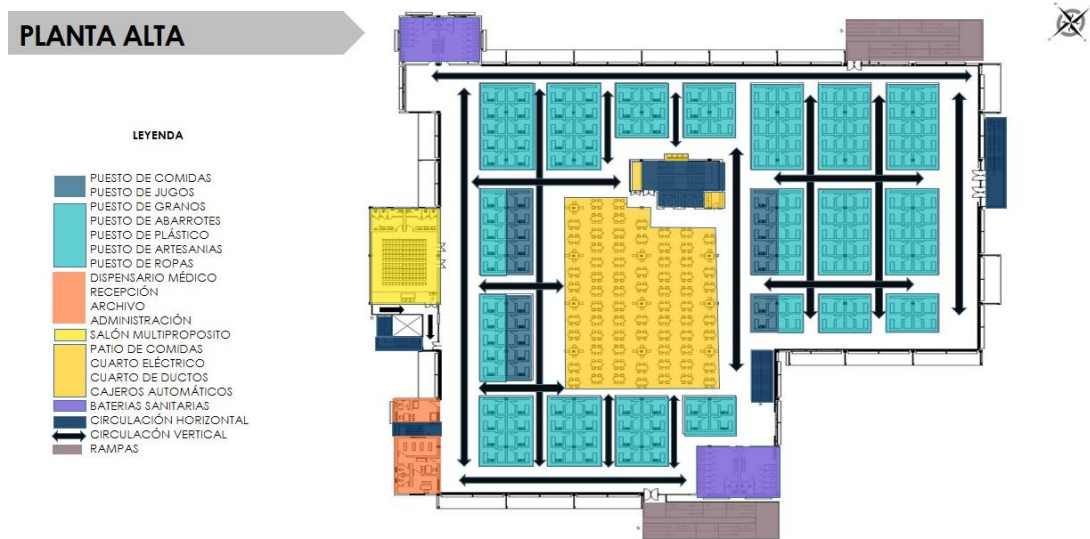 PLANTA ALTA
LEYENDA
PUESTO DE COMIDAS
PUESTO DE JUGOS
PUESTO DE GRANOS
PUESTO DE ABARROTES
PUESTO DE PLÁSTICO
PUESTO DE ARTESANIAS
PUESTO DE ROPAS
DISPENSARIO MÉDICO
RECEPCIÓN
ARCHIVO
ADMINISTRACIÓN
SALÓN MULTIPROPOSITO
PATIO DE COMIDAS
CUARTO ELÉCTRICO
CUARTO DE DUCTOS
CAJEROS AUTOMÁTICOS
BATERIAS SANITARIAS
CIRCULACIÓN HORIZONTAL
CIRCULACÓN VERTICAL
RAMPAS